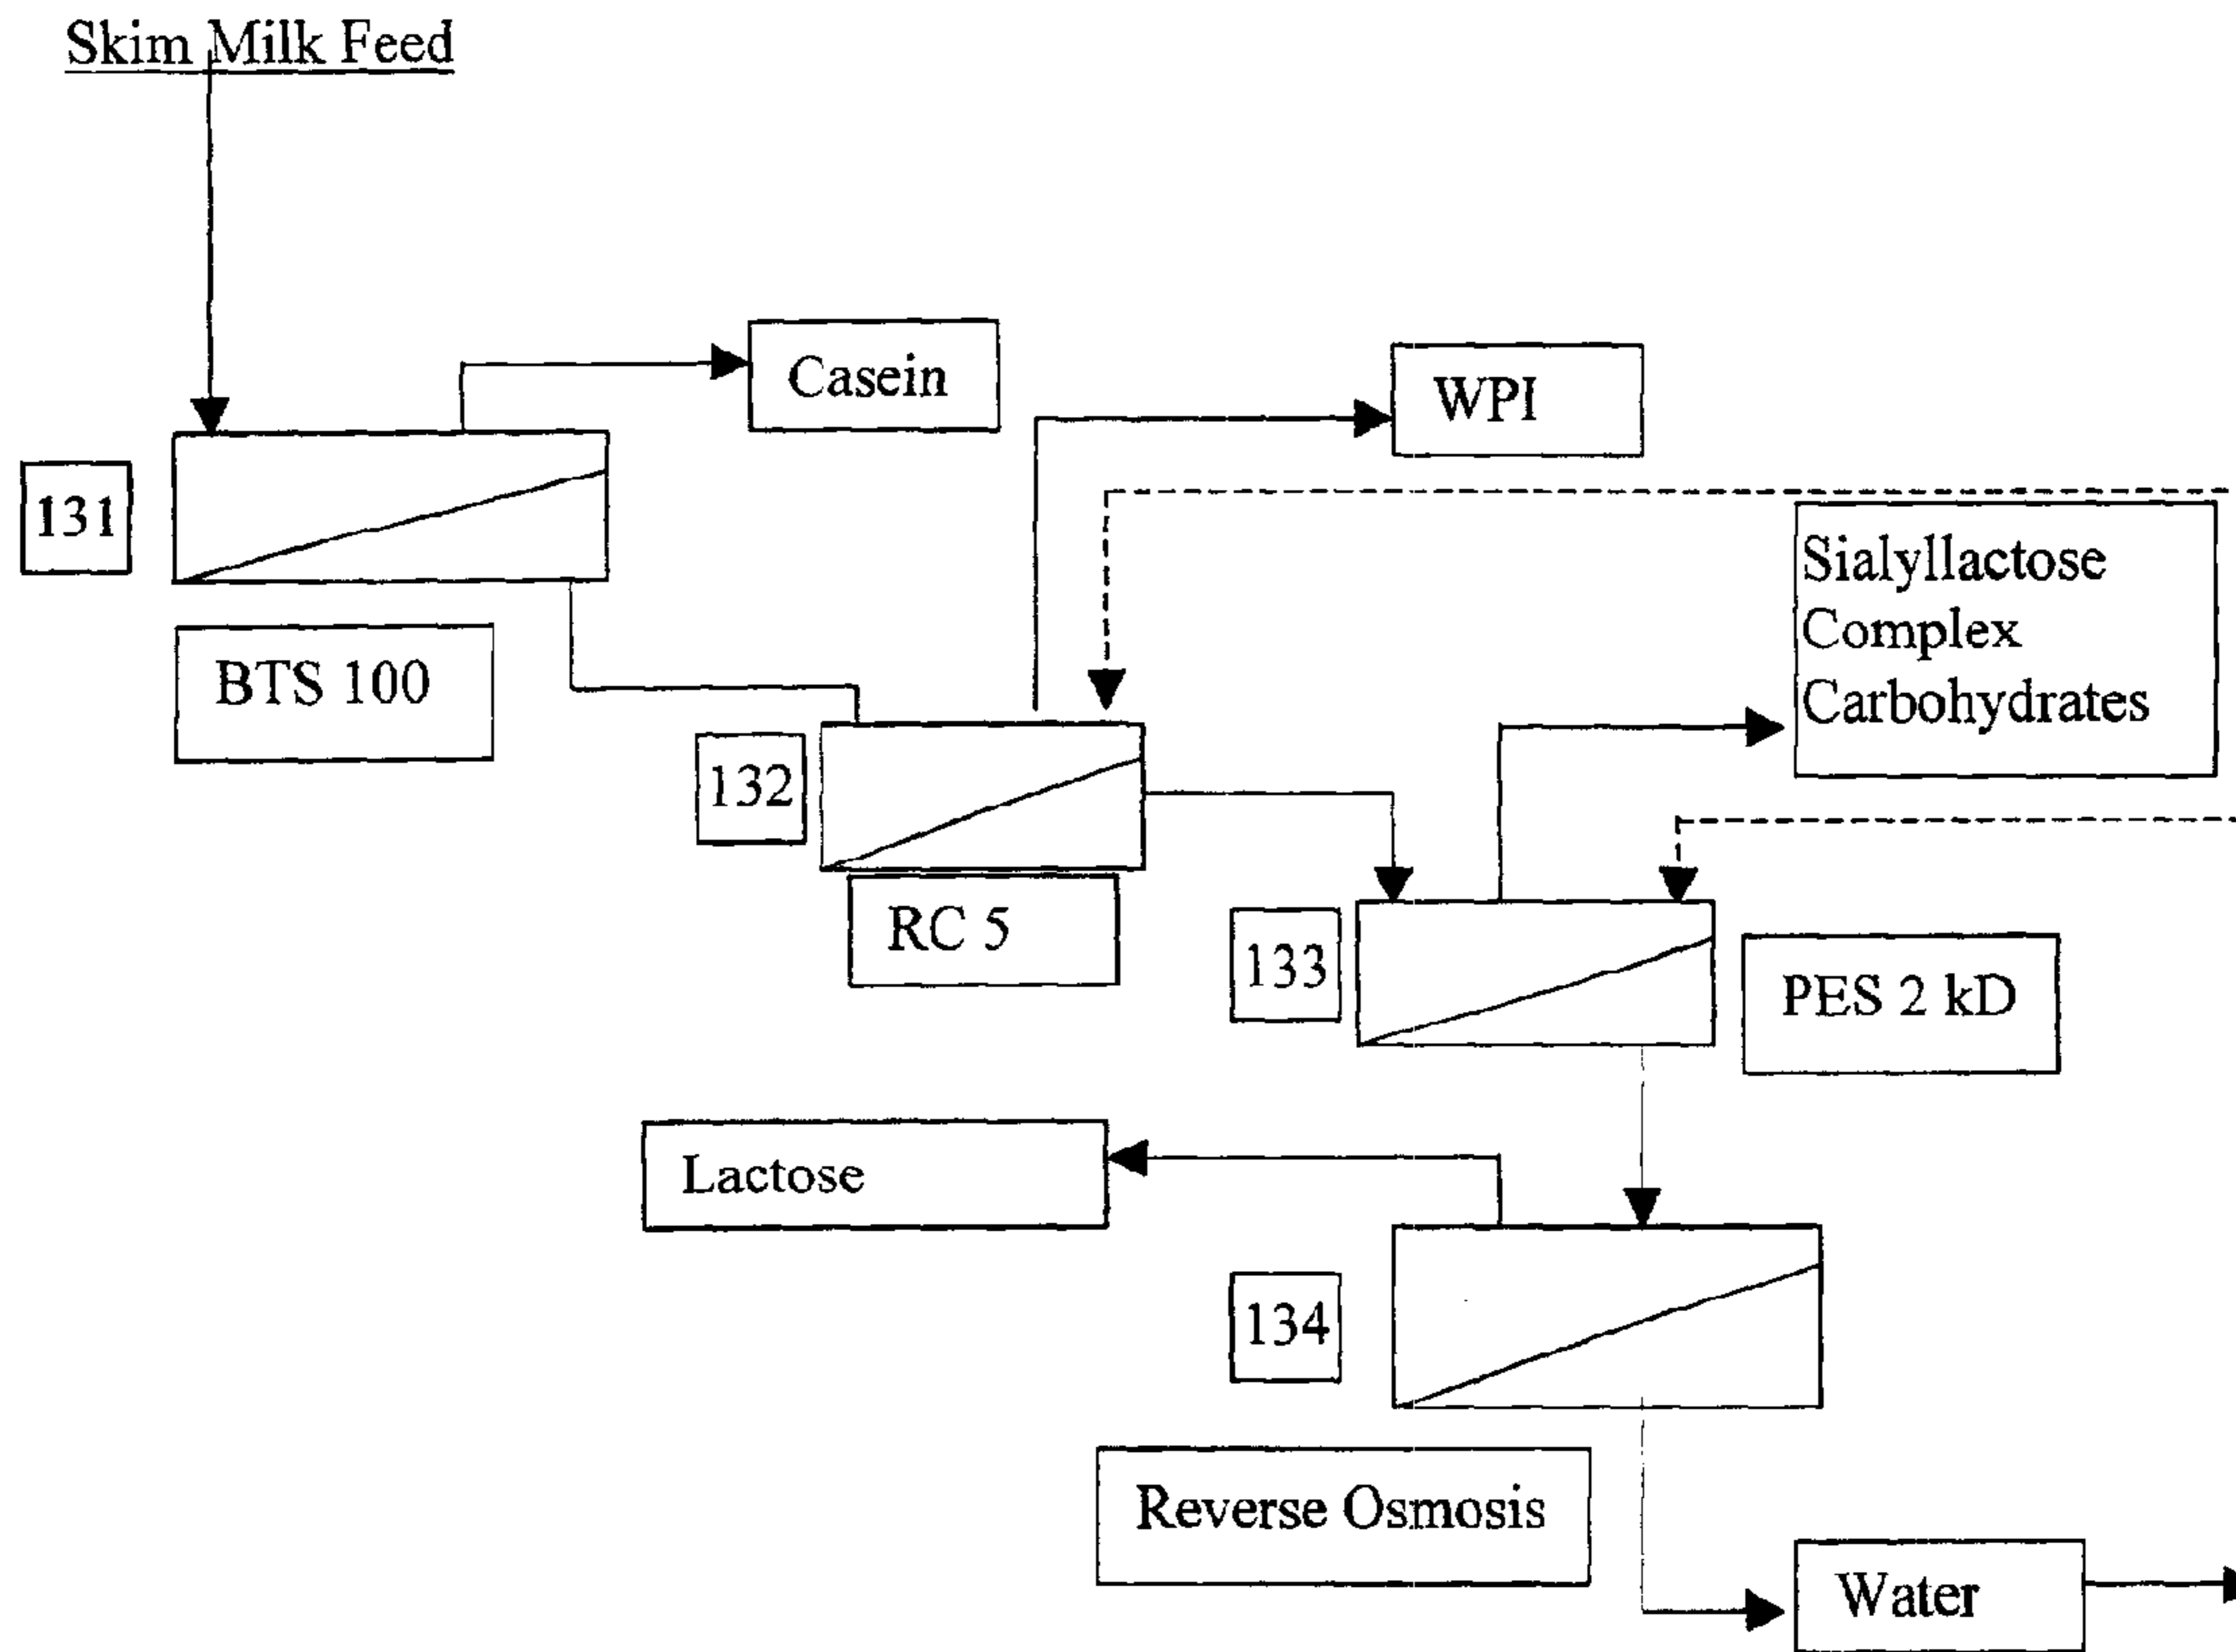 Skim Milk Feed
Casein
WPI
131
Sialyllactose
Complex
Carbohydrates
BTS 100
132
RC 5
133
PES 2 kD
Lactose
134
Reverse Osmosis
Water